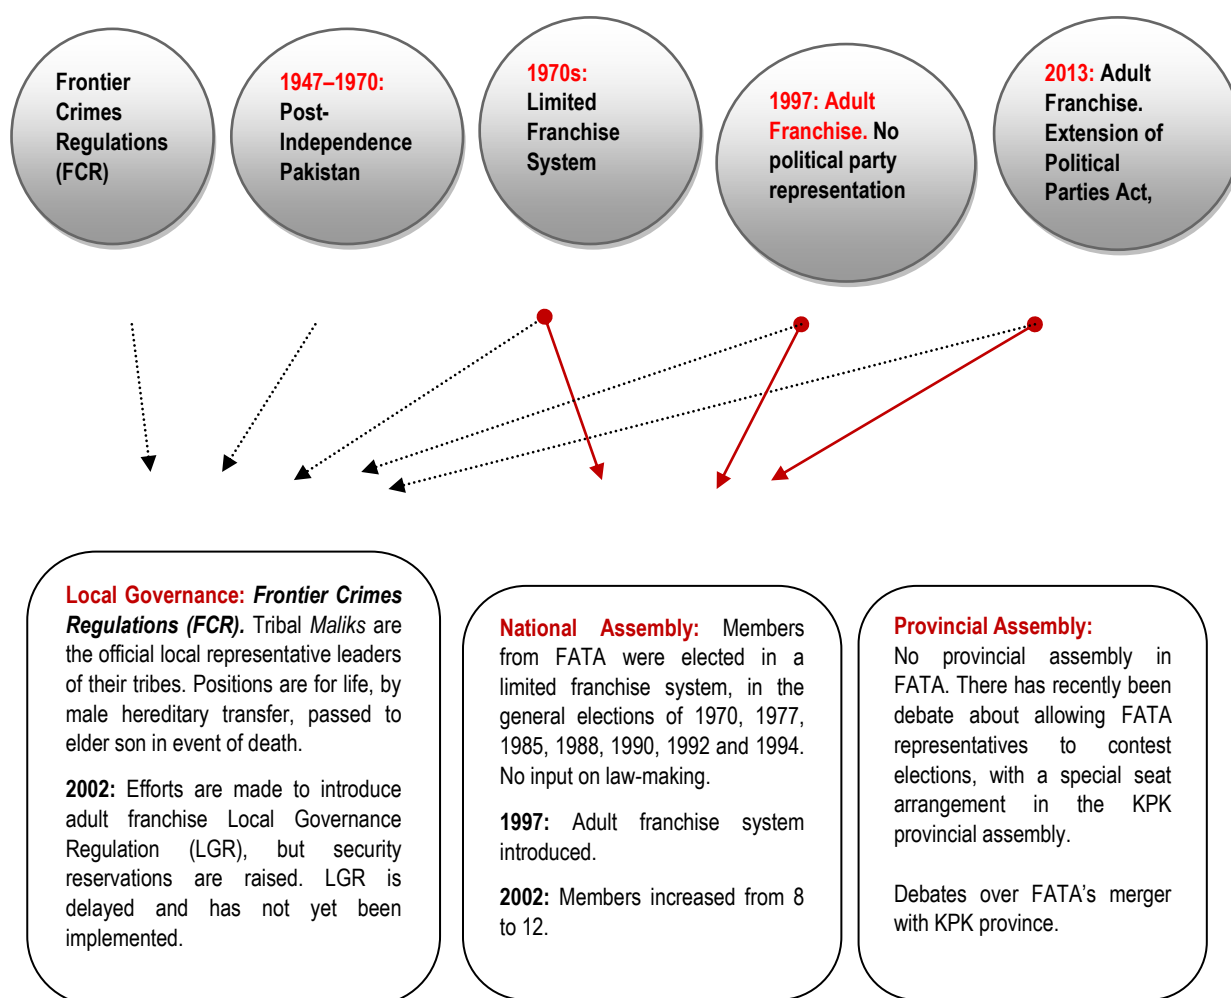 Frontier
Crimes
Regulations
(FCR)
1947–1970:
Post-
Independence
Pakistan
1970s:
Limited
Franchise
System
1997: Adult
Franchise. No
political party
representation
2013: Adult
Franchise.
Extension of
Political
Parties Act,
Local Governance: Frontier Crimes
Regulations (FCR). Tribal Maliks are
the official local representative leaders
of their tribes. Positions are for life, by
male hereditary transfer, passed to
elder son in event of death.
2002: Efforts are made to introduce
adult franchise Local Governance
Regulation (LGR), but security
reservations are raised. LGR is
delayed and has not yet been
implemented.
National Assembly: Members
from FATA were elected in a
limited franchise system, in the
general elections of 1970, 1977,
1985, 1988, 1990, 1992 and 1994.
No input on law-making.
1997: Adult franchise system
introduced.
2002: Members increased from 8
to 12.
Provincial Assembly:
No provincial assembly in
FATA. There has recently been
debate about allowing FATA
representatives to contest
elections, with a special seat
arrangement in the KPK
provincial assembly.
Debates over FATA's merger
with KPK province.